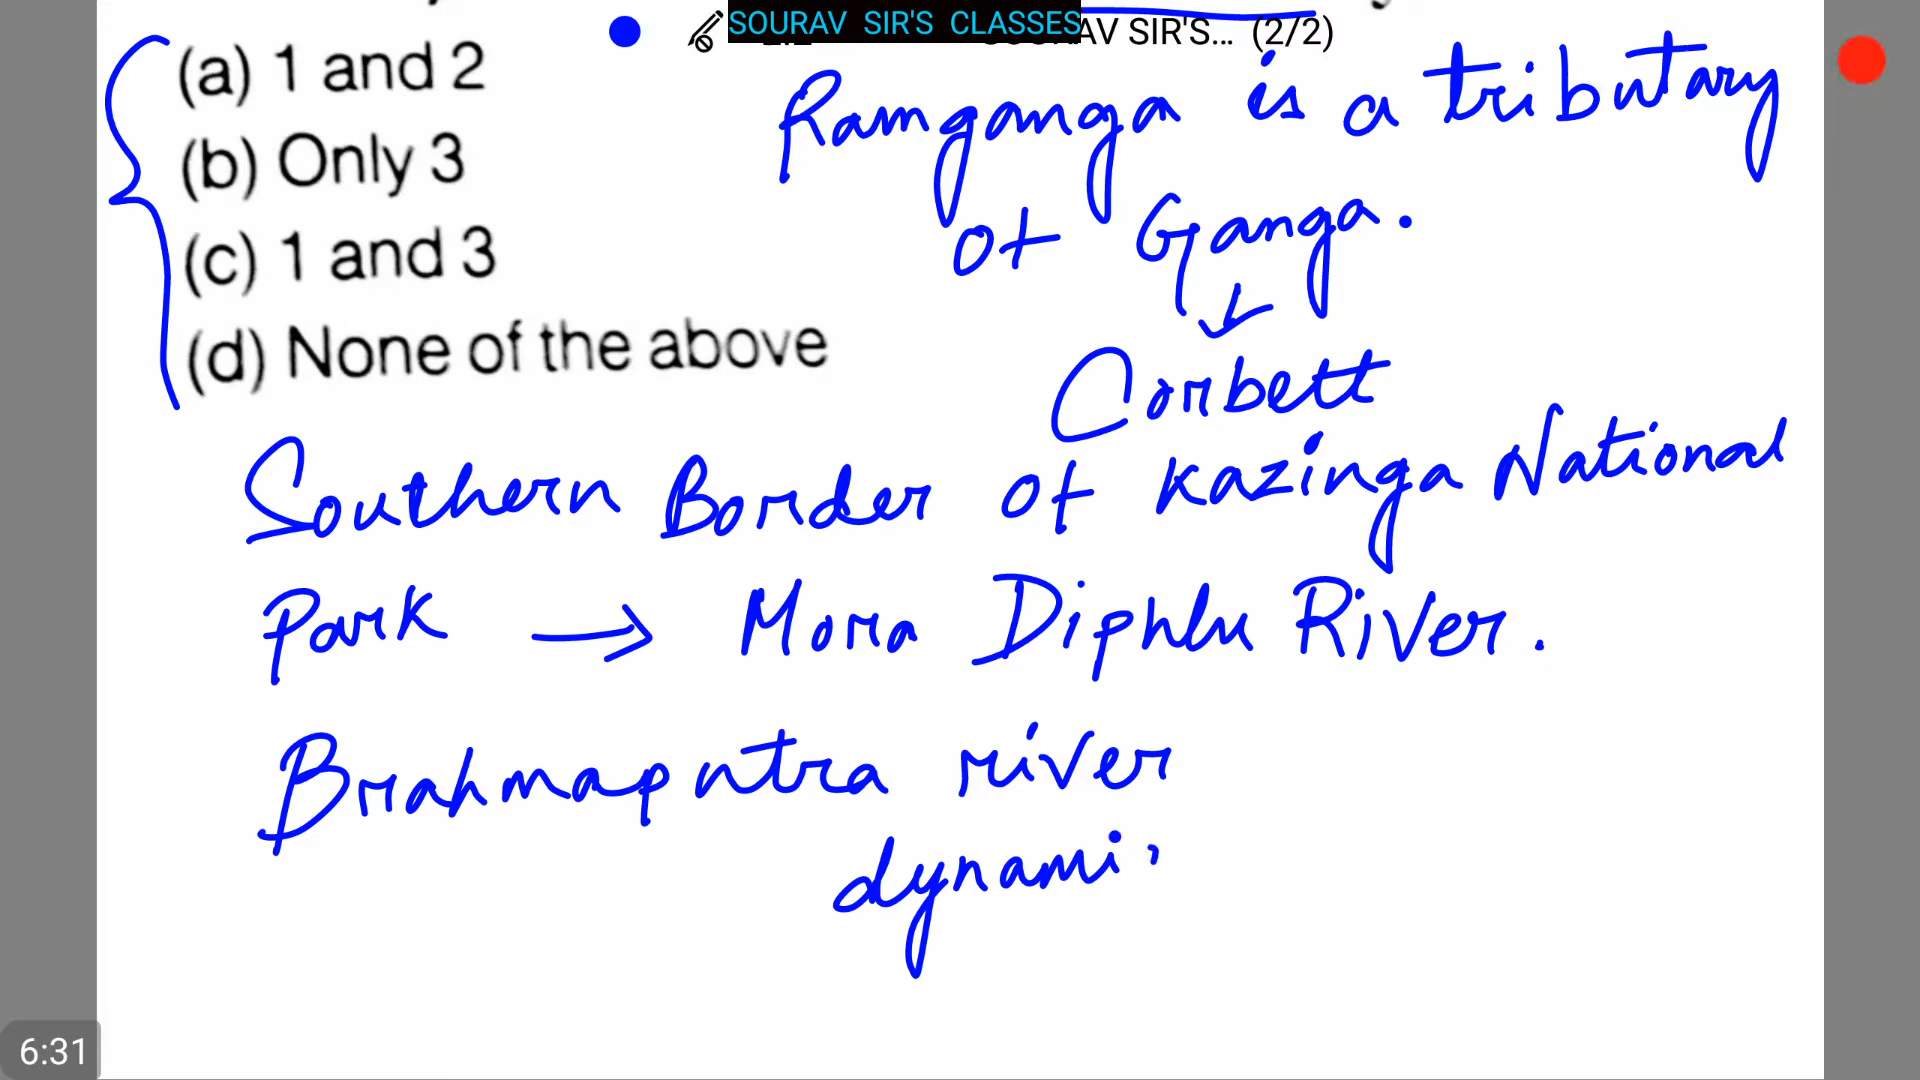 SOURAV SIR'S CLASSES
AV SIR'S... (2/2)
(a) 1 and 2
(b) Only 3
(c) 1 and 3
(d) None of the above
Ramganga is a tributary
of Ganga.
Corbett
Southern Border of Kazinga National
Park → Mora Diphlu River.
Brahmaputra river
dynami
6:31